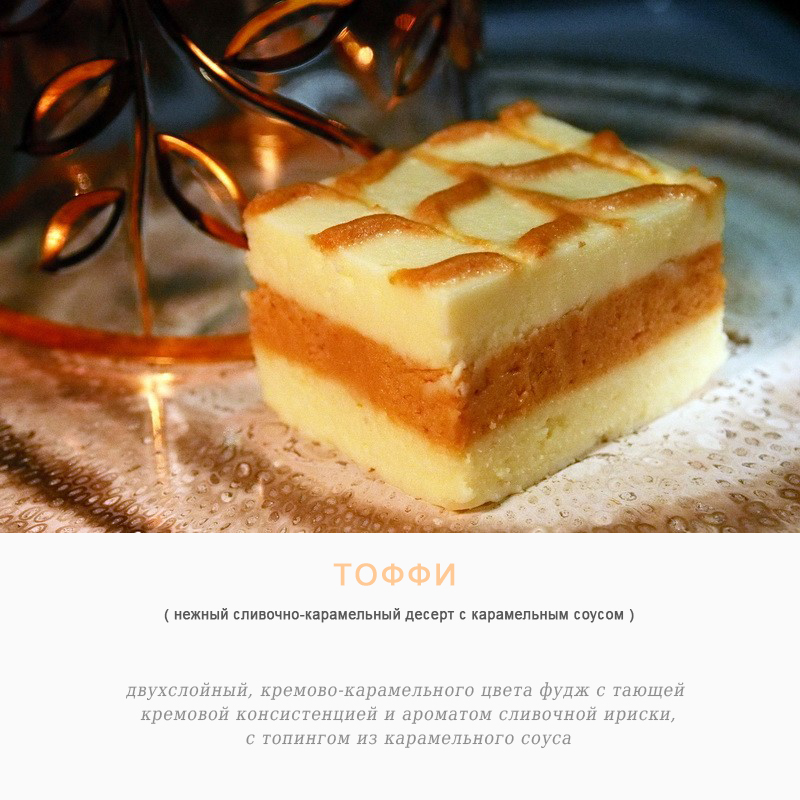 ТОФФИ
( нежный сливочно-карамельный десерт с карамельным соусом )
двухслойный, кремово-карамельного цвета фудж с тающей
кремовой консистенцией и ароматом сливочной ириски,
с топингом из карамельного соуса